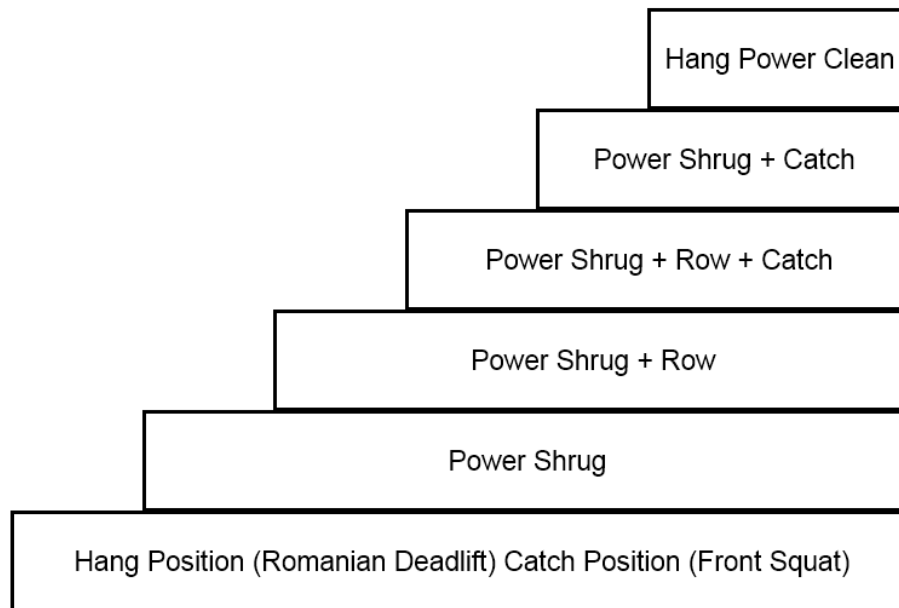 Hang Power Clean
Power Shrug + Catch
Power Shrug + Row + Catch
Power Shrug + Row
Power Shrug
Hang Position (Romanian Deadlift) Catch Position (Front Squat)